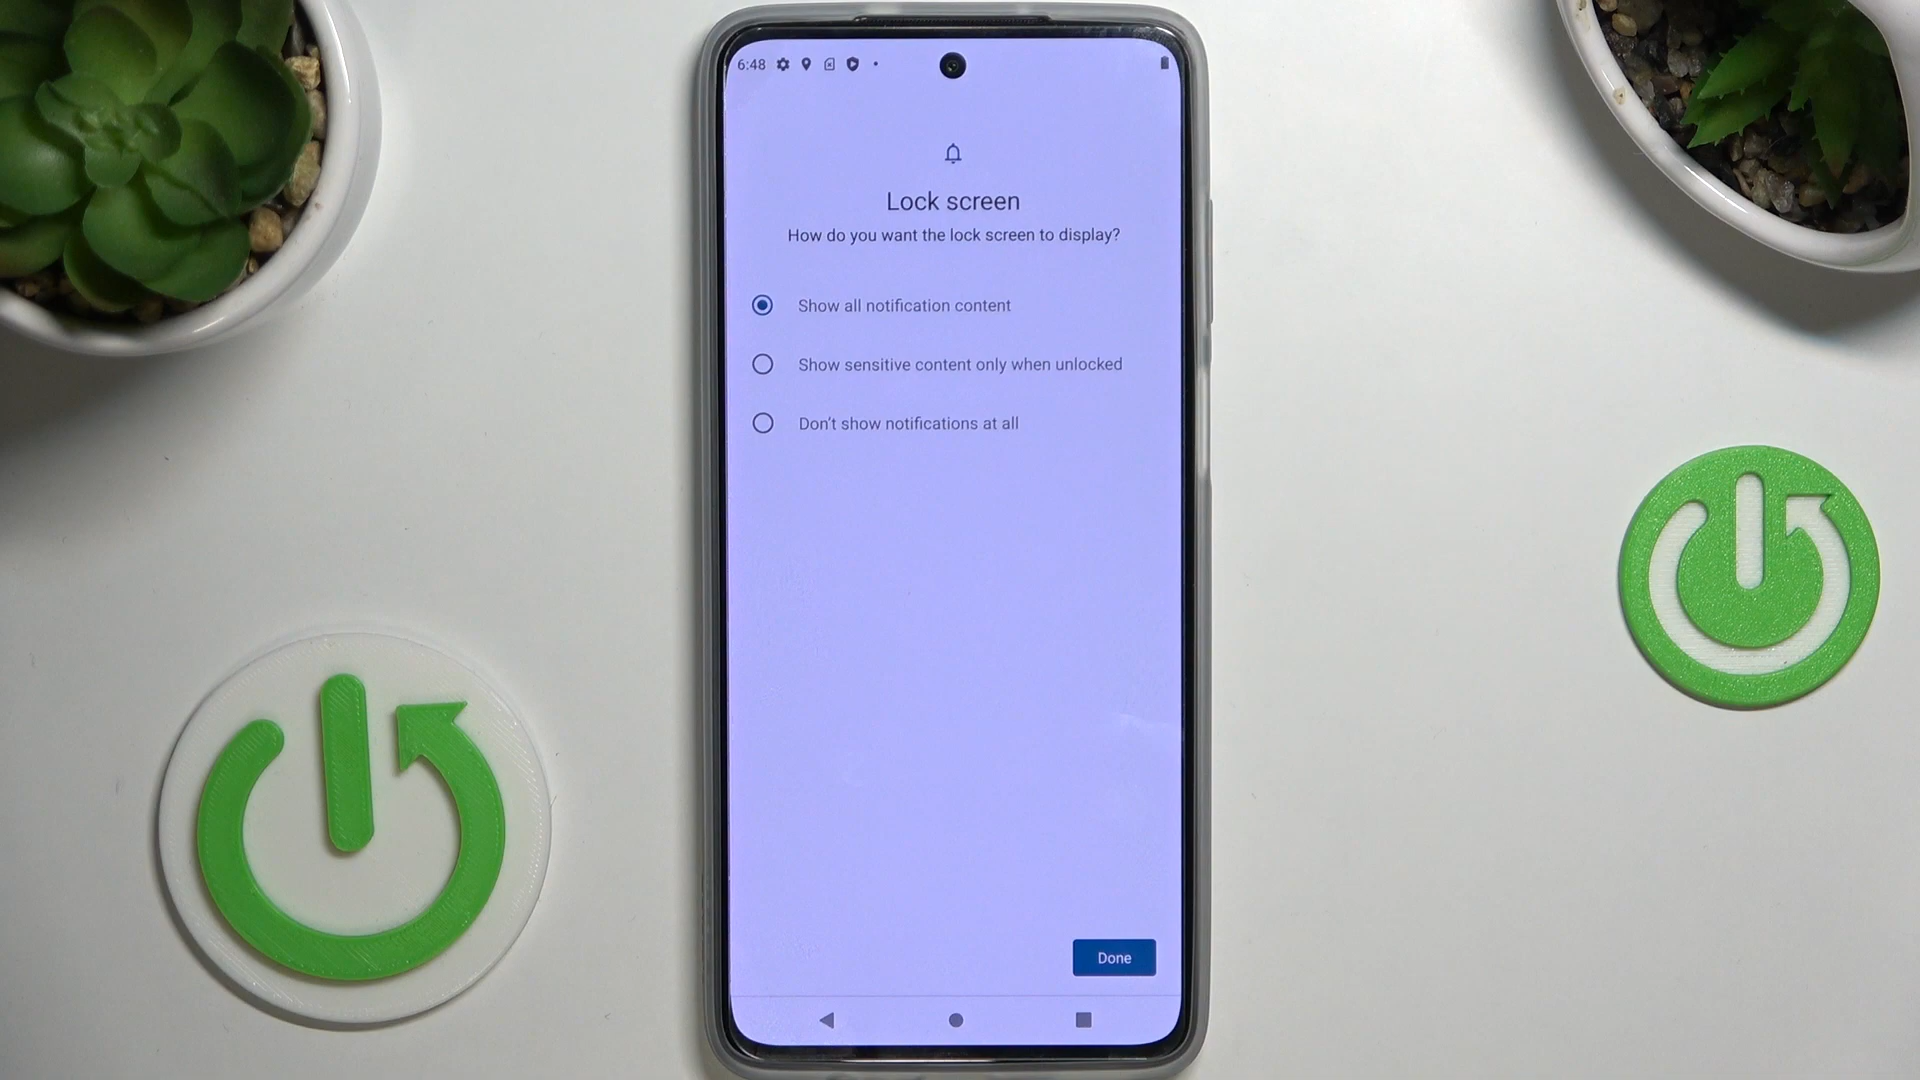 6:48
Lock screen
How do you want the lock screen to display?
Show all notification content
Show sensitive content only when unlocked
Don't show notifications at all
Done